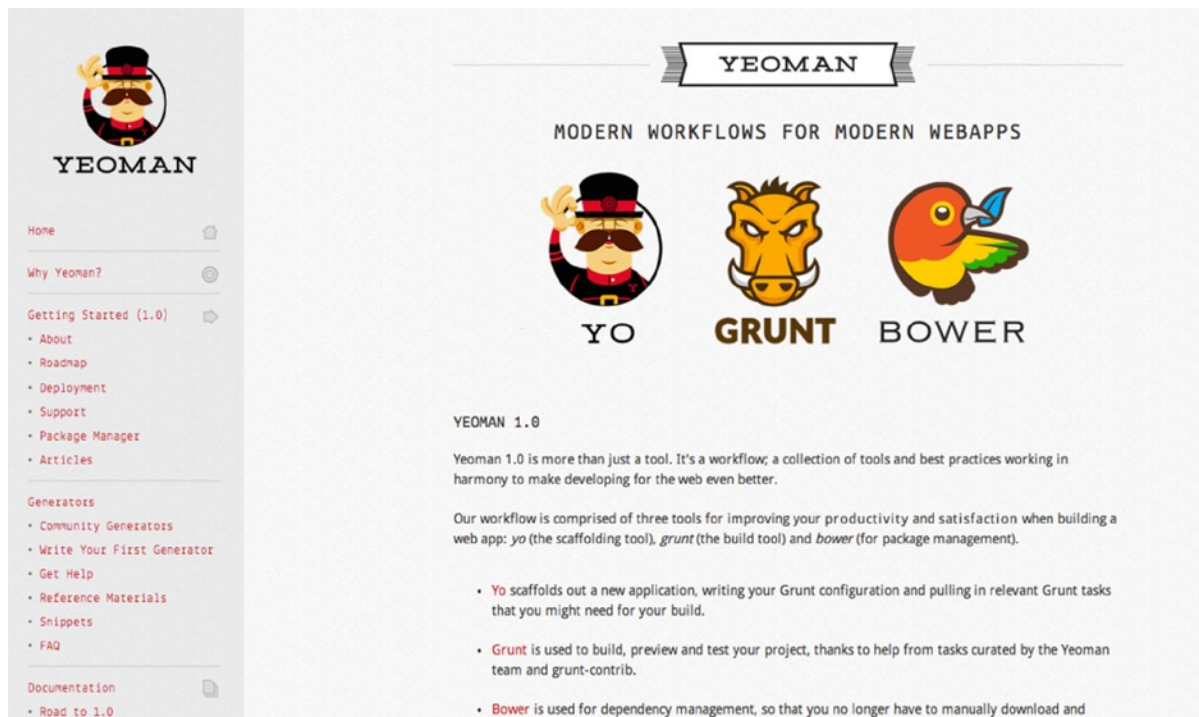 YEOMAN
Home
Why Yeoman?
Getting Started (1.0)
• About
• Roadmap
• Deployment
• Support
• Package Manager
• Articles
Generators
• Community Generators
• Write Your First Generator
• Get Help
• Reference Materials
• Snippets
• FAQ
Documentation
• Road to 1.0
YEOMAN
MODERN WORKFLOWS FOR MODERN WEBAPPS
YO
GRUNT
BOWER
YEOMAN 1.0
Yeoman 1.0 is more than just a tool. It's a workflow; a collection of tools and best practices working in
harmony to make developing for the web even better.
Our workflow is comprised of three tools for improving your productivity and satisfaction when building a
web app: yo (the scaffolding tool), grunt (the build tool) and bower (for package management).
• Yo scaffolds out a new application, writing your Grunt configuration and pulling in relevant Grunt tasks
that you might need for your build.
• Grunt is used to build, preview and test your project, thanks to help from tasks curated by the Yeoman
team and grunt-contrib.
• Bower is used for dependency management, so that you no longer have to manually download and